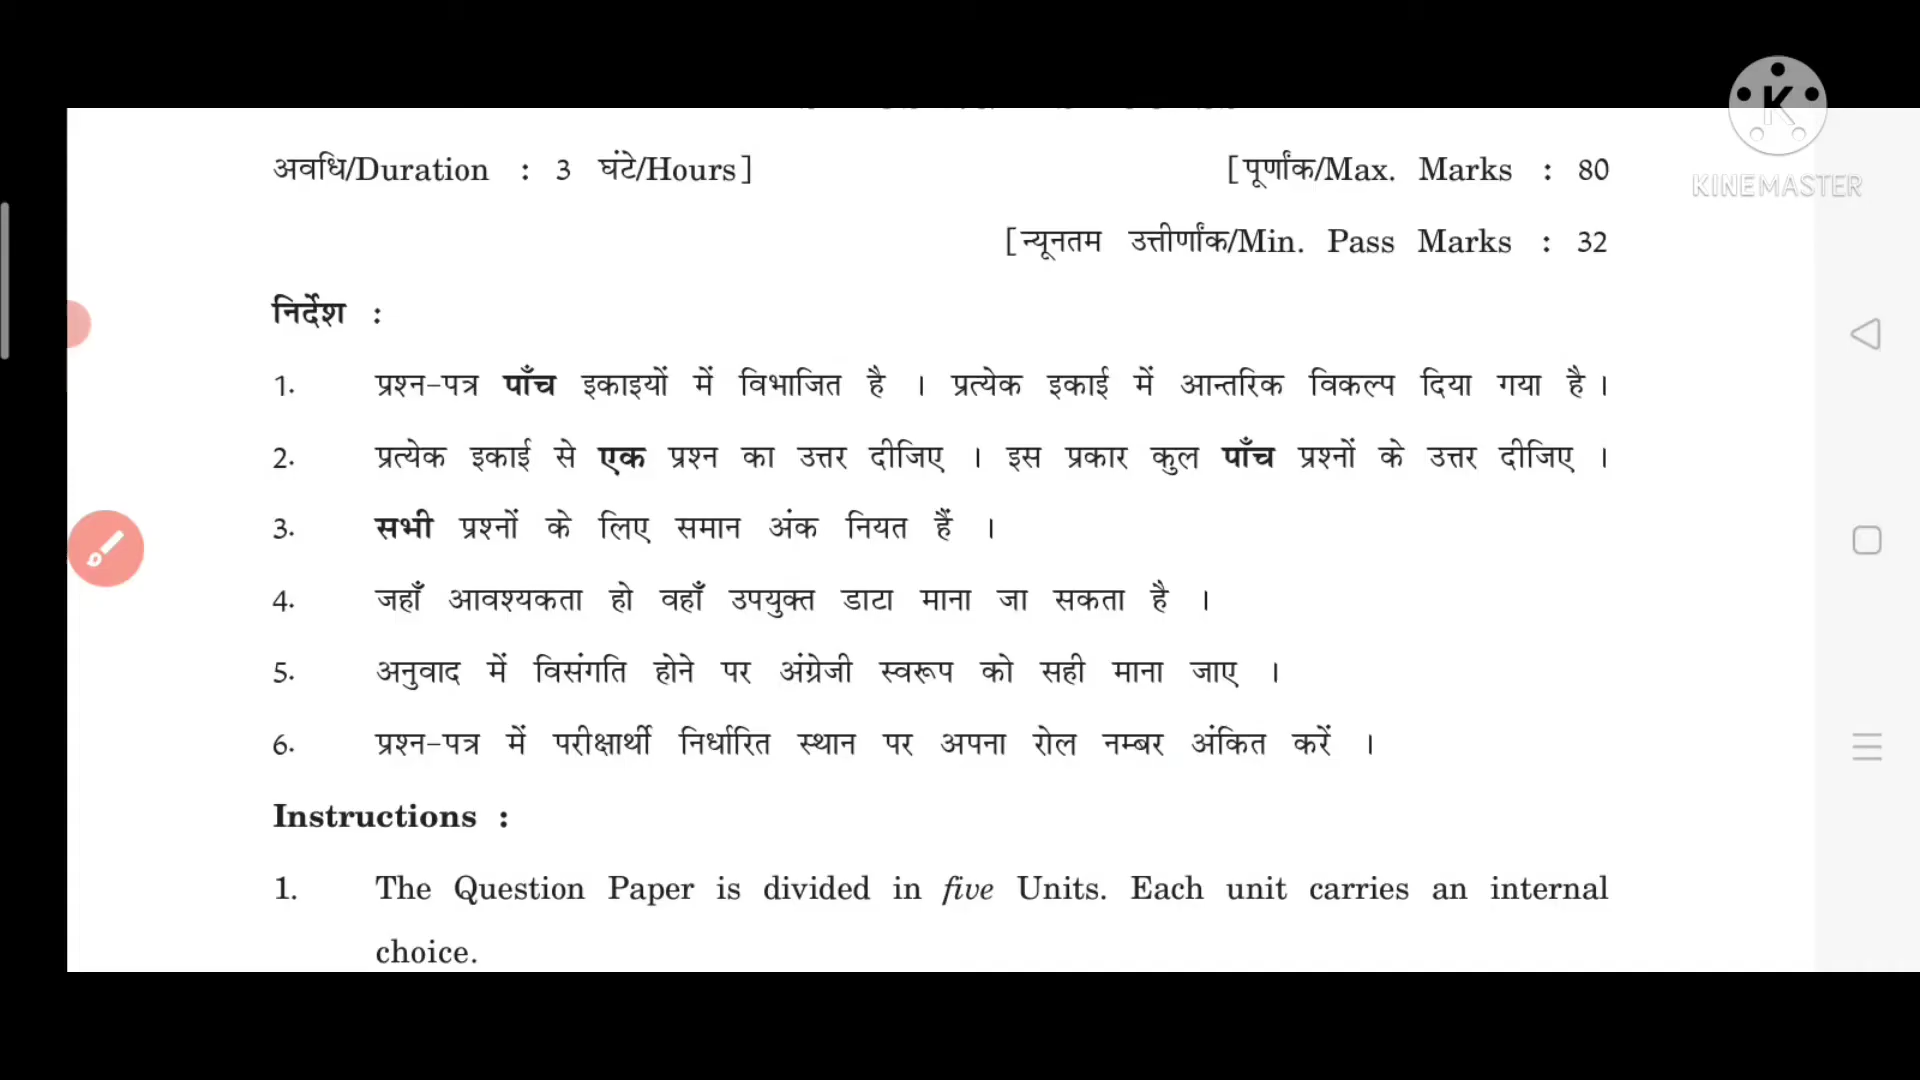 अवधि/Duration : 3 घंटे/Hours]
[पूर्णांक/Max. Marks : 80
K
KINEMASTER
[न्यूनतम उत्तीर्णांक/Min. Pass Marks : 32
निर्देश :
1. प्रश्न-पत्र पाँच इकाइयों में विभाजित है । प्रत्येक इकाई में आन्तरिक विकल्प दिया गया है ।
2. प्रत्येक इकाई से एक प्रश्न का उत्तर दीजिए । इस प्रकार कुल पाँच प्रश्नों के उत्तर दीजिए ।
3. सभी प्रश्नों के लिए समान अंक नियत हैं ।
4. जहाँ आवश्यकता हो वहाँ उपयुक्त डाटा माना जा सकता है ।
5. अनुवाद में विसंगति होने पर अंग्रेजी स्वरूप को सही माना जाए ।
6. प्रश्न-पत्र में परीक्षार्थी निर्धारित स्थान पर अपना रोल नम्बर अंकित करें ।
Instructions :
1. The Question Paper is divided in five Units. Each unit carries an internal
choice.